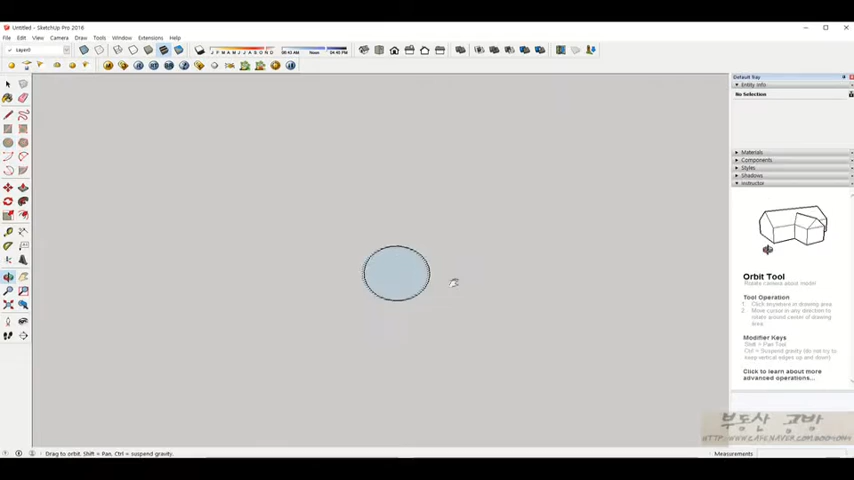 Untitled - SketchUp Pro 2016
File Edit View Camera Draw Tools Window Extensions Help
Layer0
J F M A M J J A S O N D
06:43 AM Noon 04:45 PM
Default Tray
Entity Info
No Selection
Materials
Components
Styles
Shadows
Instructor
Orbit Tool
Rotate camera about model
Tool Operation
1 Click anywhere in drawing area
2 Move cursor in any direction to
rotate around center of drawing
area
Modifier Keys
Shift = Pan Tool
Ctrl = Suspend gravity (do not try to
keep vertical edges up and down)
Click to learn about more
advanced operations...
부도산 공방
Drag to orbit. Shift = Pan, Ctrl = suspend gravity.
Measurements